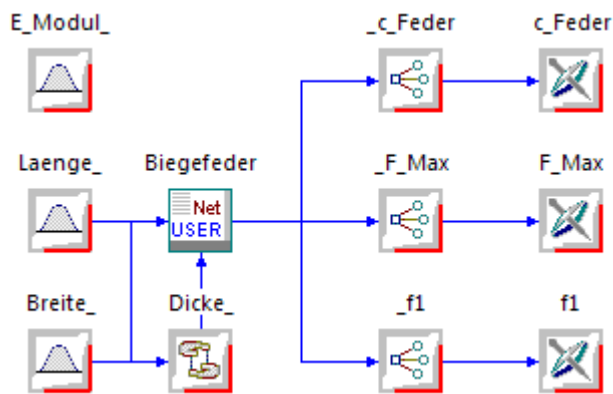 E_Modul_
_c_Feder
c_Feder
Laenge_
Biegefeder
_F_Max
F_Max
Net
USER
Breite_
Dicke_
_f1
f1